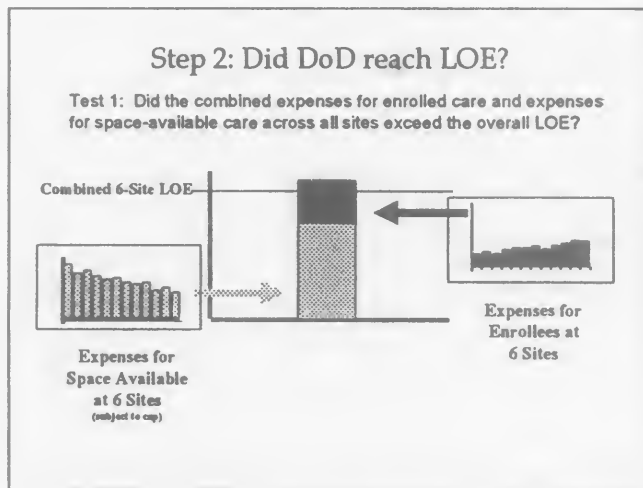 Step 2: Did DoD reach LOE?
Test 1: Did the combined expenses for enrolled care and expenses
for space-available care across all sites exceed the overall LOE?
Combined 6-Site LOE
Expenses for
Space Available
at 6 Sites
(subject to cap)
Expenses for
Enrollees at
6 Sites